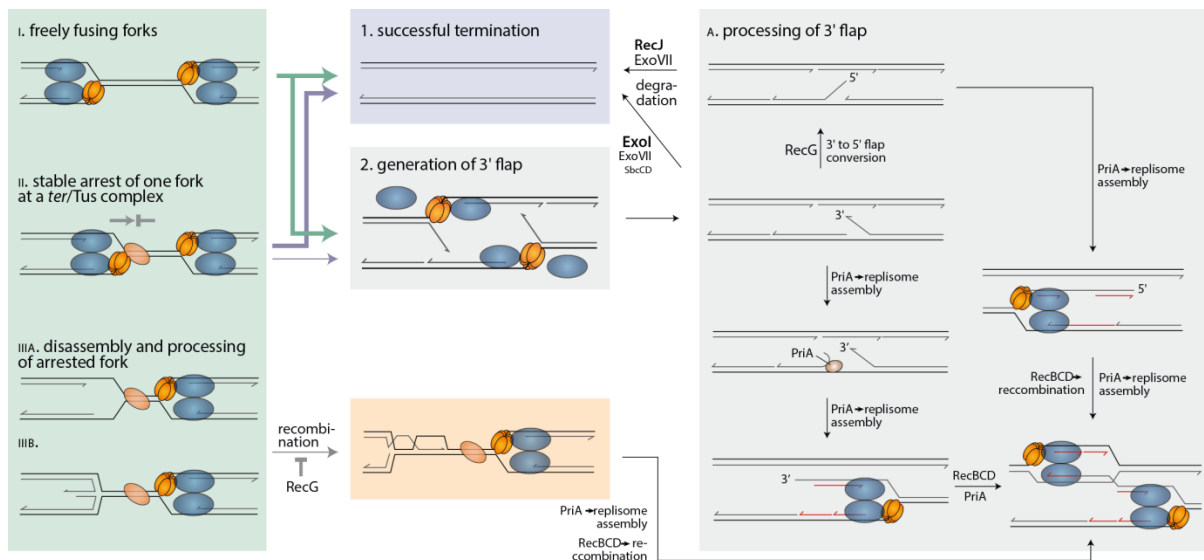 I. freely fusing forks
II. stable arrest of one fork
at a ter/Tus complex
IIIA. disassembly and processing
of arrested fork
IIIB.
1. successful termination
2. generation of 3' flap
recombi-
nation
RecG
PriA→replisome
assembly
RecBCD→re-
ccombination
RecJ
ExoVII
degra-
dation
ExoI
ExoVII
SbcCD
A. processing of 3' flap
5'
RecG
3' to 5' flap
conversion
3'
PriA→replisome
assembly
PriA
3'
PriA→replisome
assembly
3'
RecBCD
PriA
PriA→replisome
assembly
5'
RecBCD→
reccombination
PriA→replisome
assembly